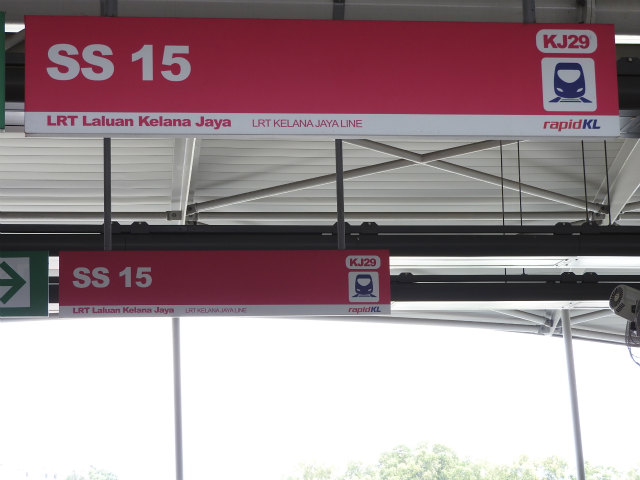 SS 15
KJ29
LRT Laluan Kelana Jaya LRT KELANA JAYA LINE
rapidKL
SS 15
KJ29
LRT Laluan Kelana Jaya LRT KELANA JAYA LINE
rapidKL